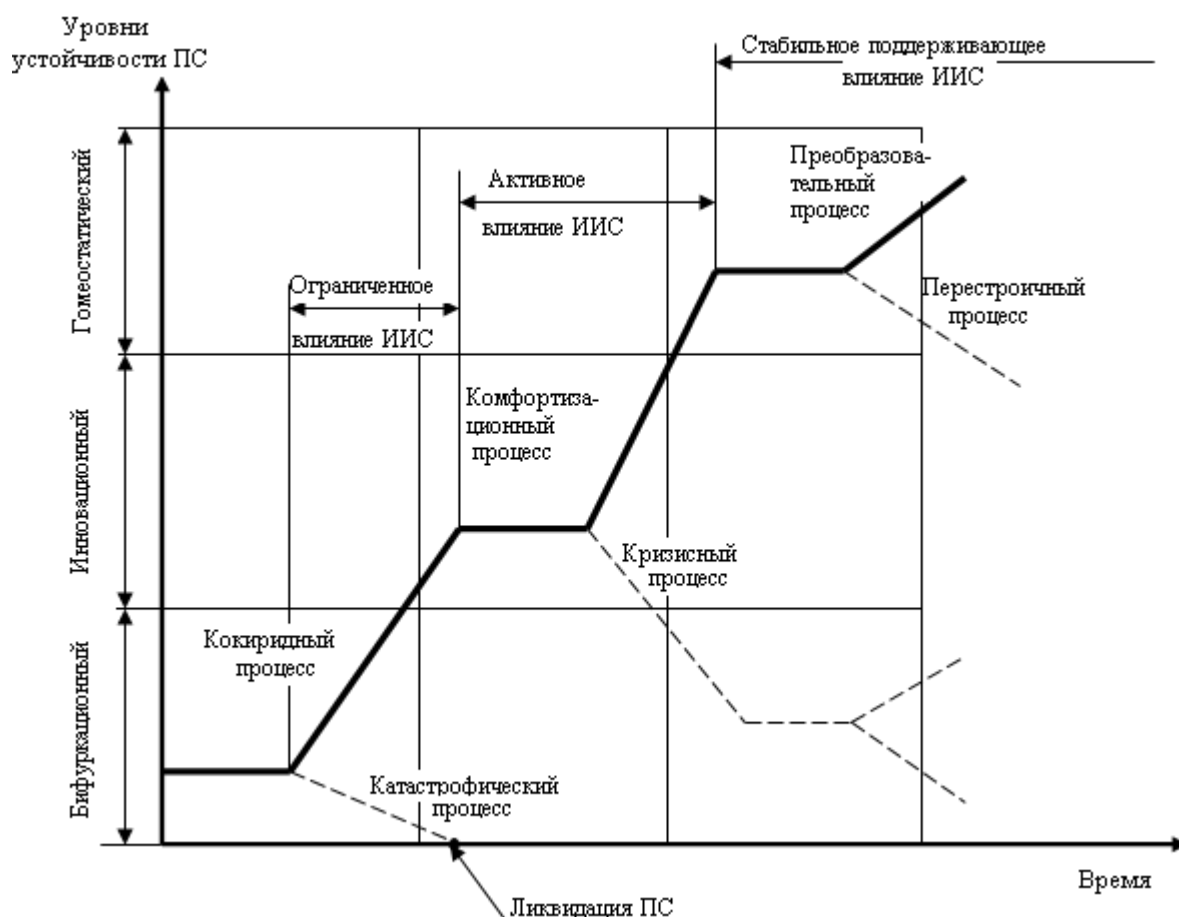 Уровни
устойчивости ПС
Стабильное поддерживающее
влияние ИИС
Гомеостатический
Преобразова-
тельный
процесс
Активное
влияние ИИС
Ограниченное
влияние ИИС
Перестроичный
процесс
Инновационный
Комфортиза-
ционный
процесс
Кризисный
процесс
Бифуркационный
Кокиридный
процесс
Катастрофический
процесс
Время
Ликвидация ПС